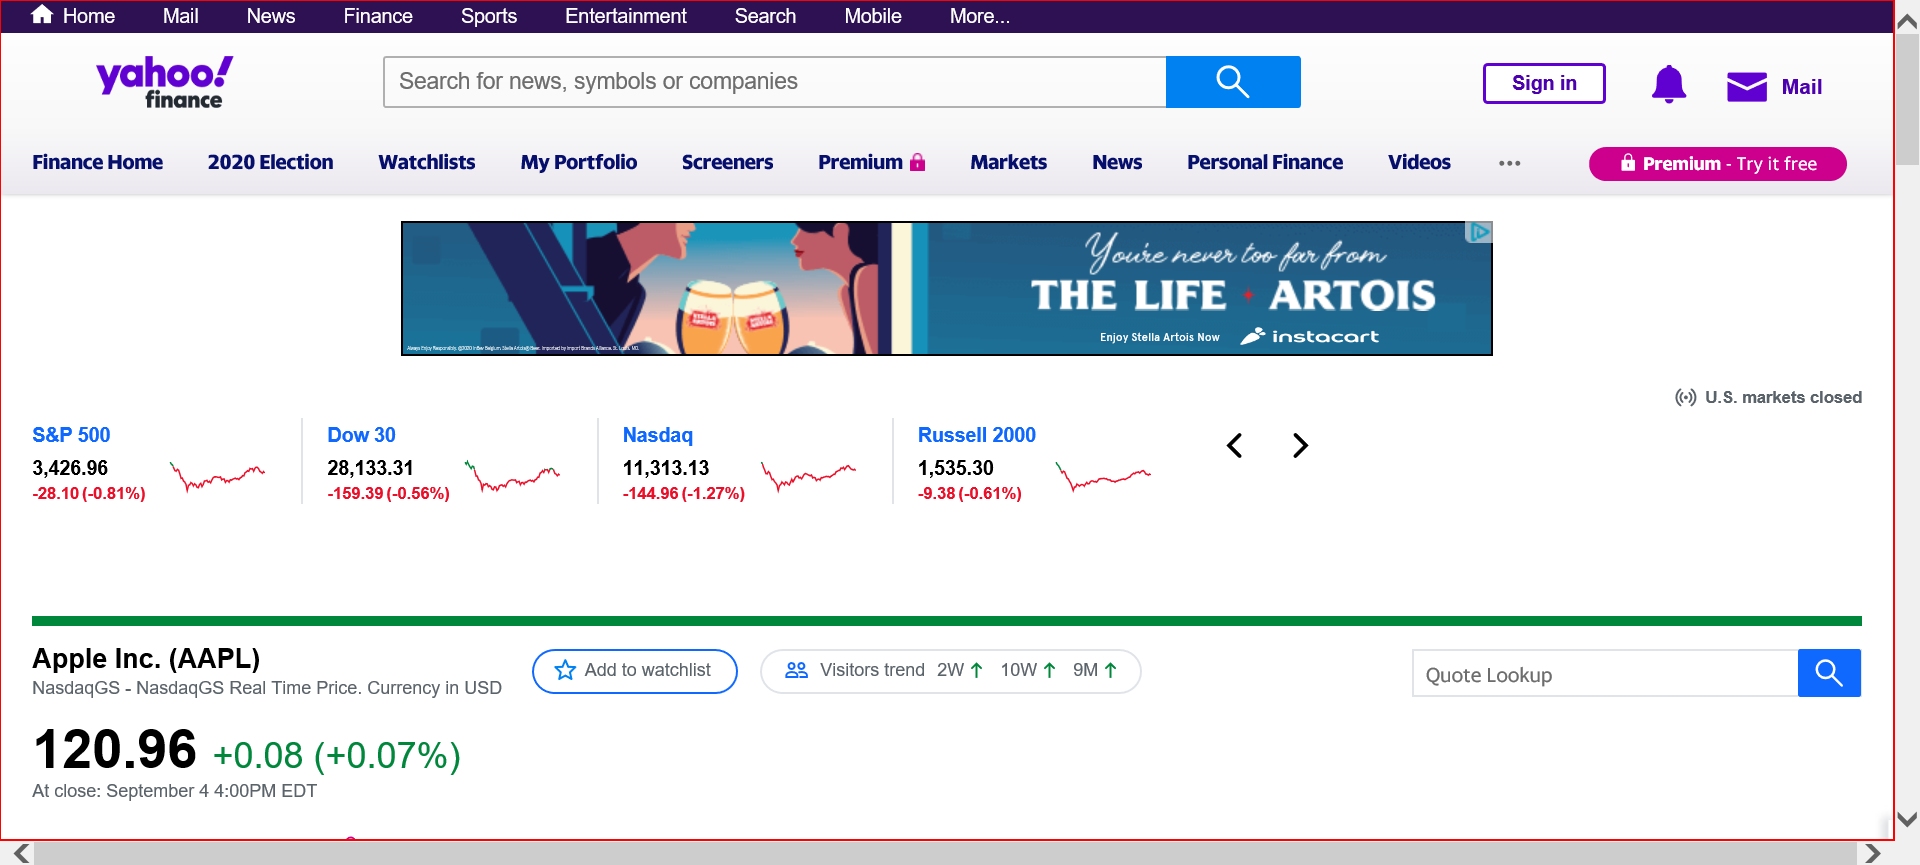 Home Mail News Finance Sports Entertainment Search Mobile More...
yahoo!
finance
Search for news, symbols or companies
Sign in
Mail
Finance Home 2020 Election Watchlists My Portfolio Screeners Premium Markets News Personal Finance Videos
Premium - Try it free
You're never too far from
THE LIFE ARTOIS
Enjoy Stella Artois Now instacart
STELLA ARTOIS
STELLA ARTOIS
U.S. markets closed
S&P 500
3,426.96
-28.10 (-0.81%)
Dow 30
28,133.31
-159.39 (-0.56%)
Nasdaq
11,313.13
-144.96 (-1.27%)
Russell 2000
1,535.30
-9.38 (-0.61%)
Apple Inc. (AAPL)
NasdaqGS - NasdaqGS Real Time Price. Currency in USD
Add to watchlist
Visitors trend 2W 10W 9M
Quote Lookup
120.96 +0.08 (+0.07%)
At close: September 4 4:00PM EDT